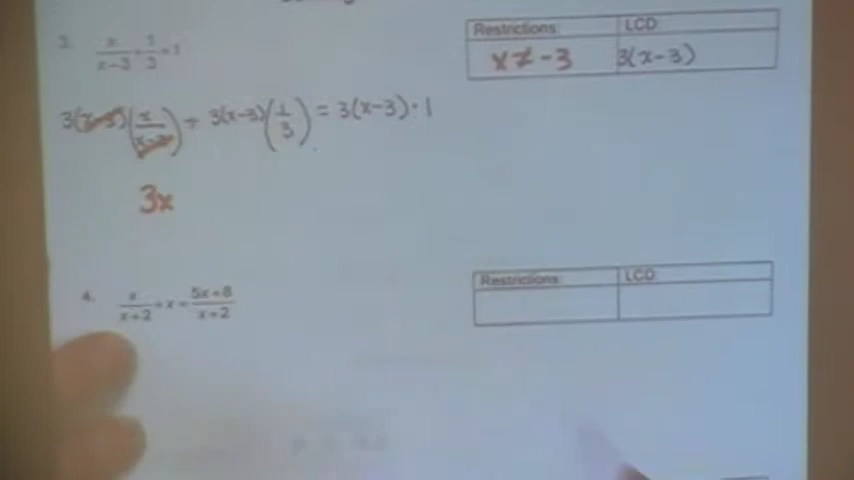 Restrictions: LCD
3. x/(x-3) + 1/3 = 1
x ≠ -3 3(x-3)
3(x-3)(x/(x-3)) + 3(x-3)(1/3) = 3(x-3)·1
3x
Restrictions: LCD
4. x/(x+2) + x = (5x+8)/(x+2)